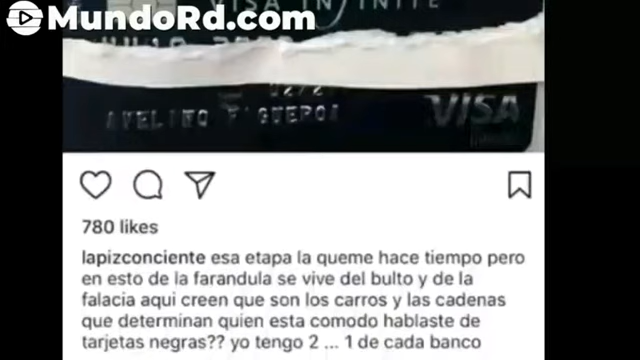 MundoRd.com
VISA INFINITE
AVELINO FIGUEROA
VISA
780 likes
lapizconciente esa etapa la queme hace tiempo pero
en esto de la farandula se vive del bulto y de la
falacia aqui creen que son los carros y las cadenas
que determinan quien esta comodo hablaste de
tarjetas negras?? yo tengo 2 ... 1 de cada banco